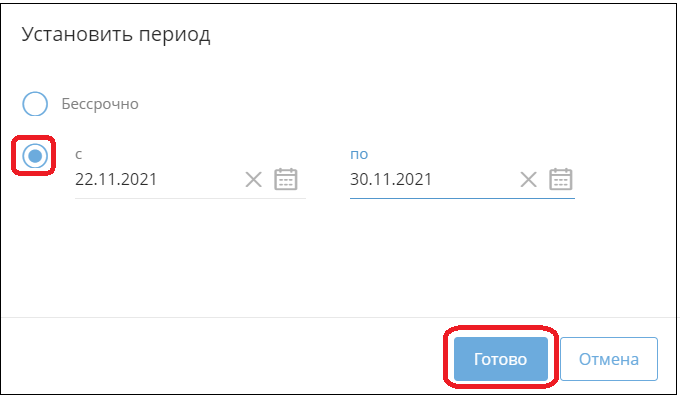 Установить период
Бессрочно
с
по
22.11.2021
30.11.2021
Готово
Отмена